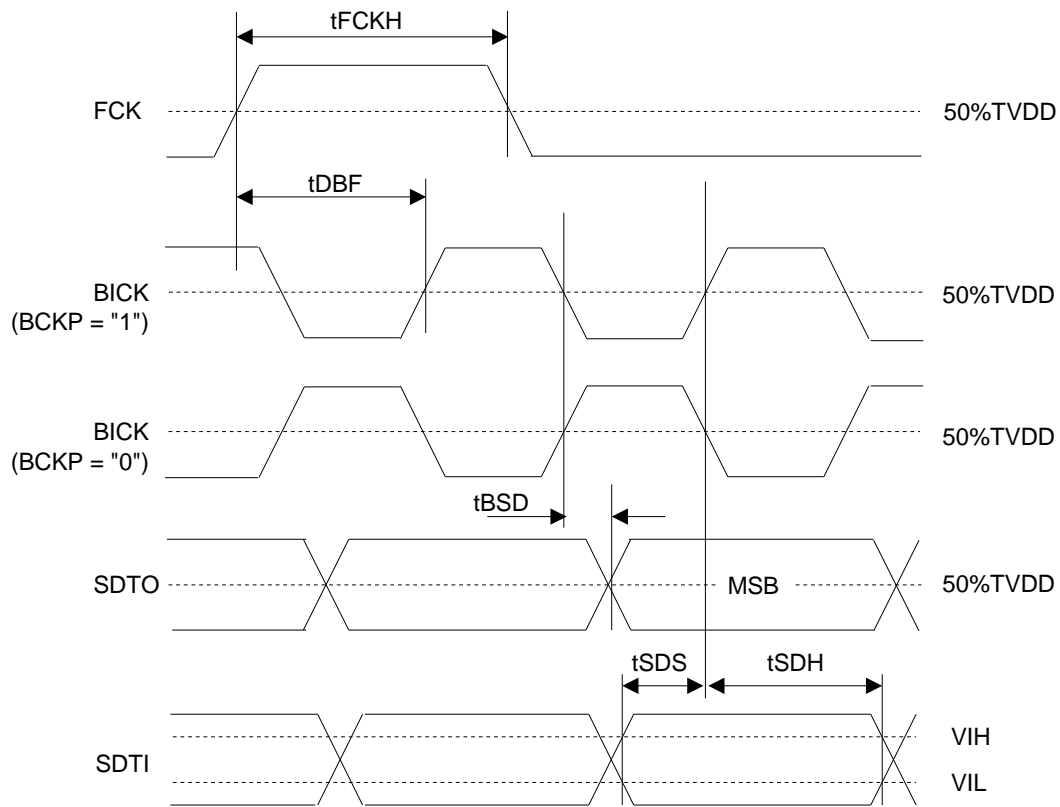 tFCKH
FCK
50%TVDD
tDBF
BICK
(BCKP = "1")
50%TVDD
BICK
(BCKP = "0")
50%TVDD
tBSD
SDTO
MSB
50%TVDD
tSDS
tSDH
SDTI
VIH
VIL